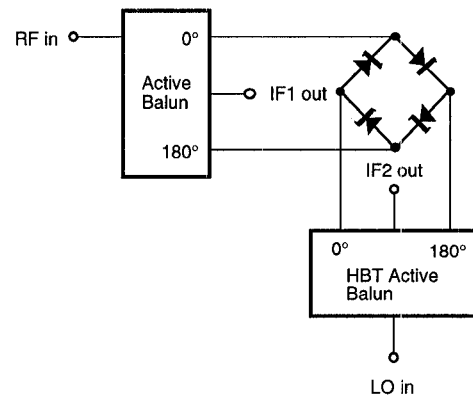 RF in
0°
Active
Balun
IF1 out
180°
IF2 out
0°
180°
HBT Active
Balun
LO in